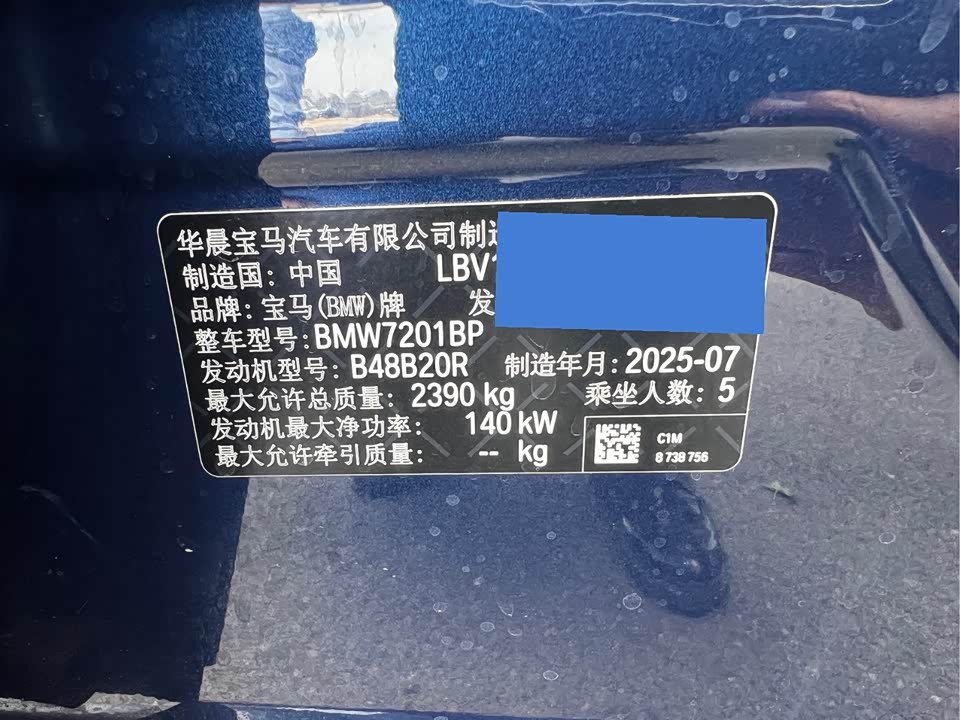 华晨宝马汽车有限公司制造
制造国：中国 LBV1
品牌：宝马(BMW)牌 发
整车型号：BMW7201BP
发动机型号：B48B20R 制造年月：2025-07
最大允许总质量：2390 kg 乘坐人数：5
发动机最大净功率：140 kW
最大允许牵引质量：-- kg
C1M
8 738 756